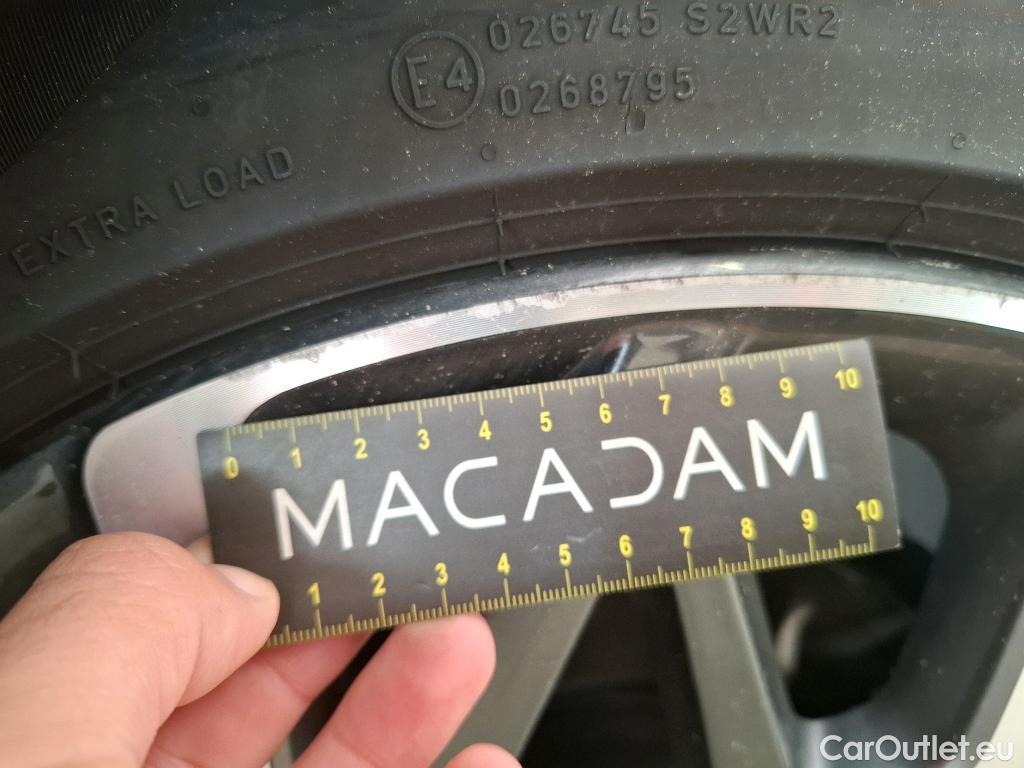 026745 S2WR2
E4
0268795
EXTRA LOAD
0 1 2 3 4 5 6 7 8 9 10
MACADAM
1 2 3 4 5 6 7 8 9 10
CarOutlet.eu